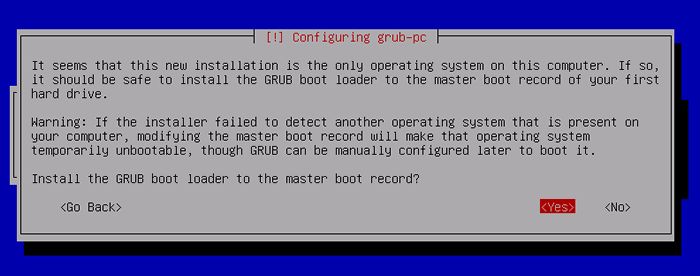 [!] Configuring grub-pc
It seems that this new installation is the only operating system on this computer. If so,
it should be safe to install the GRUB boot loader to the master boot record of your first
hard drive.
Warning: If the installer failed to detect another operating system that is present on
your computer, modifying the master boot record will make that operating system
temporarily unbootable, though GRUB can be manually configured later to boot it.
Install the GRUB boot loader to the master boot record?
<Go Back> <Yes> <No>